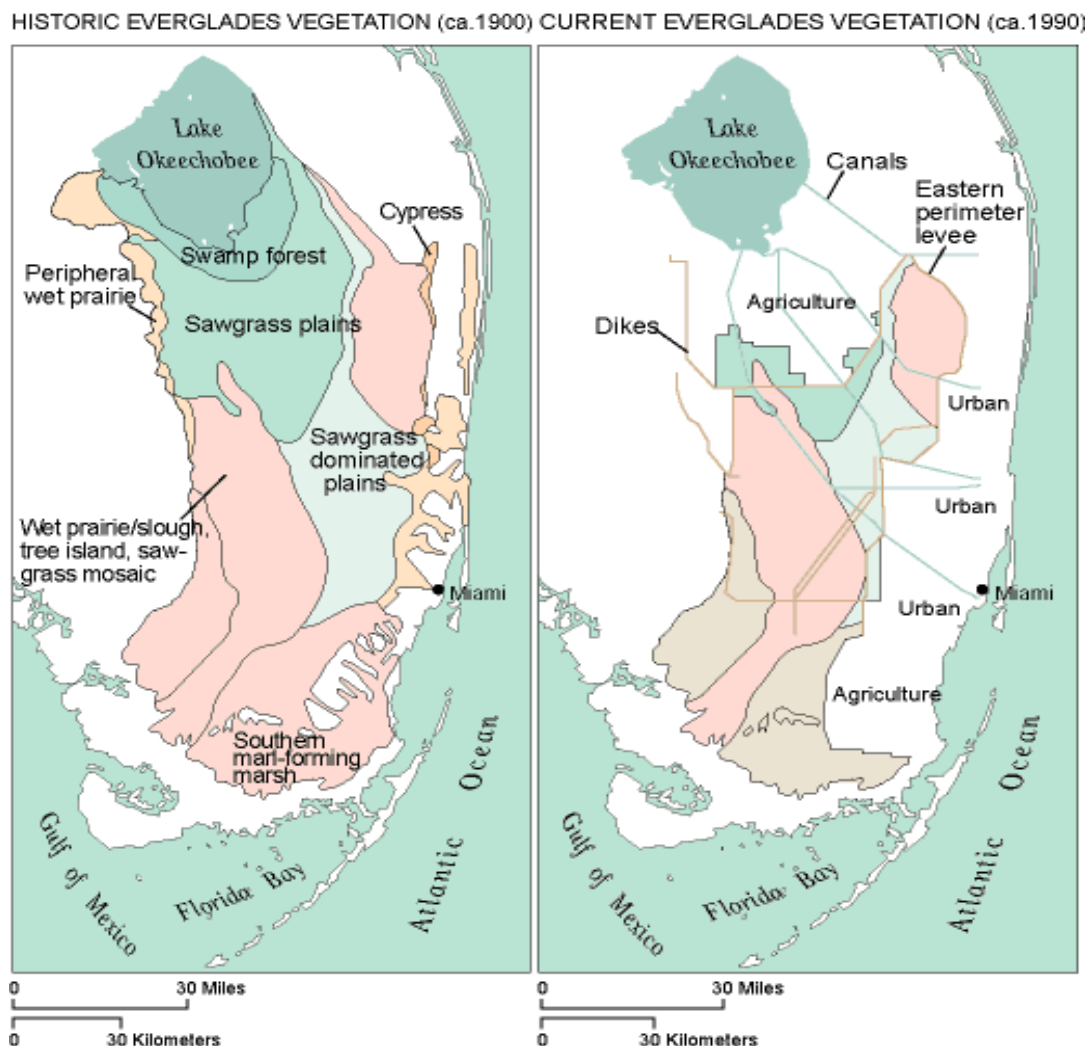 HISTORIC EVERGLADES VEGETATION (ca.1900)
Lake
Okeechobee
Cypress
Swamp forest
Peripheral
wet prairie
Sawgrass plains
Sawgrass
dominated
plains
Wet prairie/slough,
tree island, saw-
grass mosaic
Miami
Southern
marl-forming
marsh
Gulf of Mexico
Florida Bay
Atlantic Ocean
0 30 Miles
0 30 Kilometers
CURRENT EVERGLADES VEGETATION (ca.1990)
Lake
Okeechobee
Canals
Eastern
perimeter
levee
Agriculture
Dikes
Urban
Urban
Miami
Urban
Agriculture
Gulf of Mexico
Florida Bay
Atlantic Ocean
0 30 Miles
0 30 Kilometers